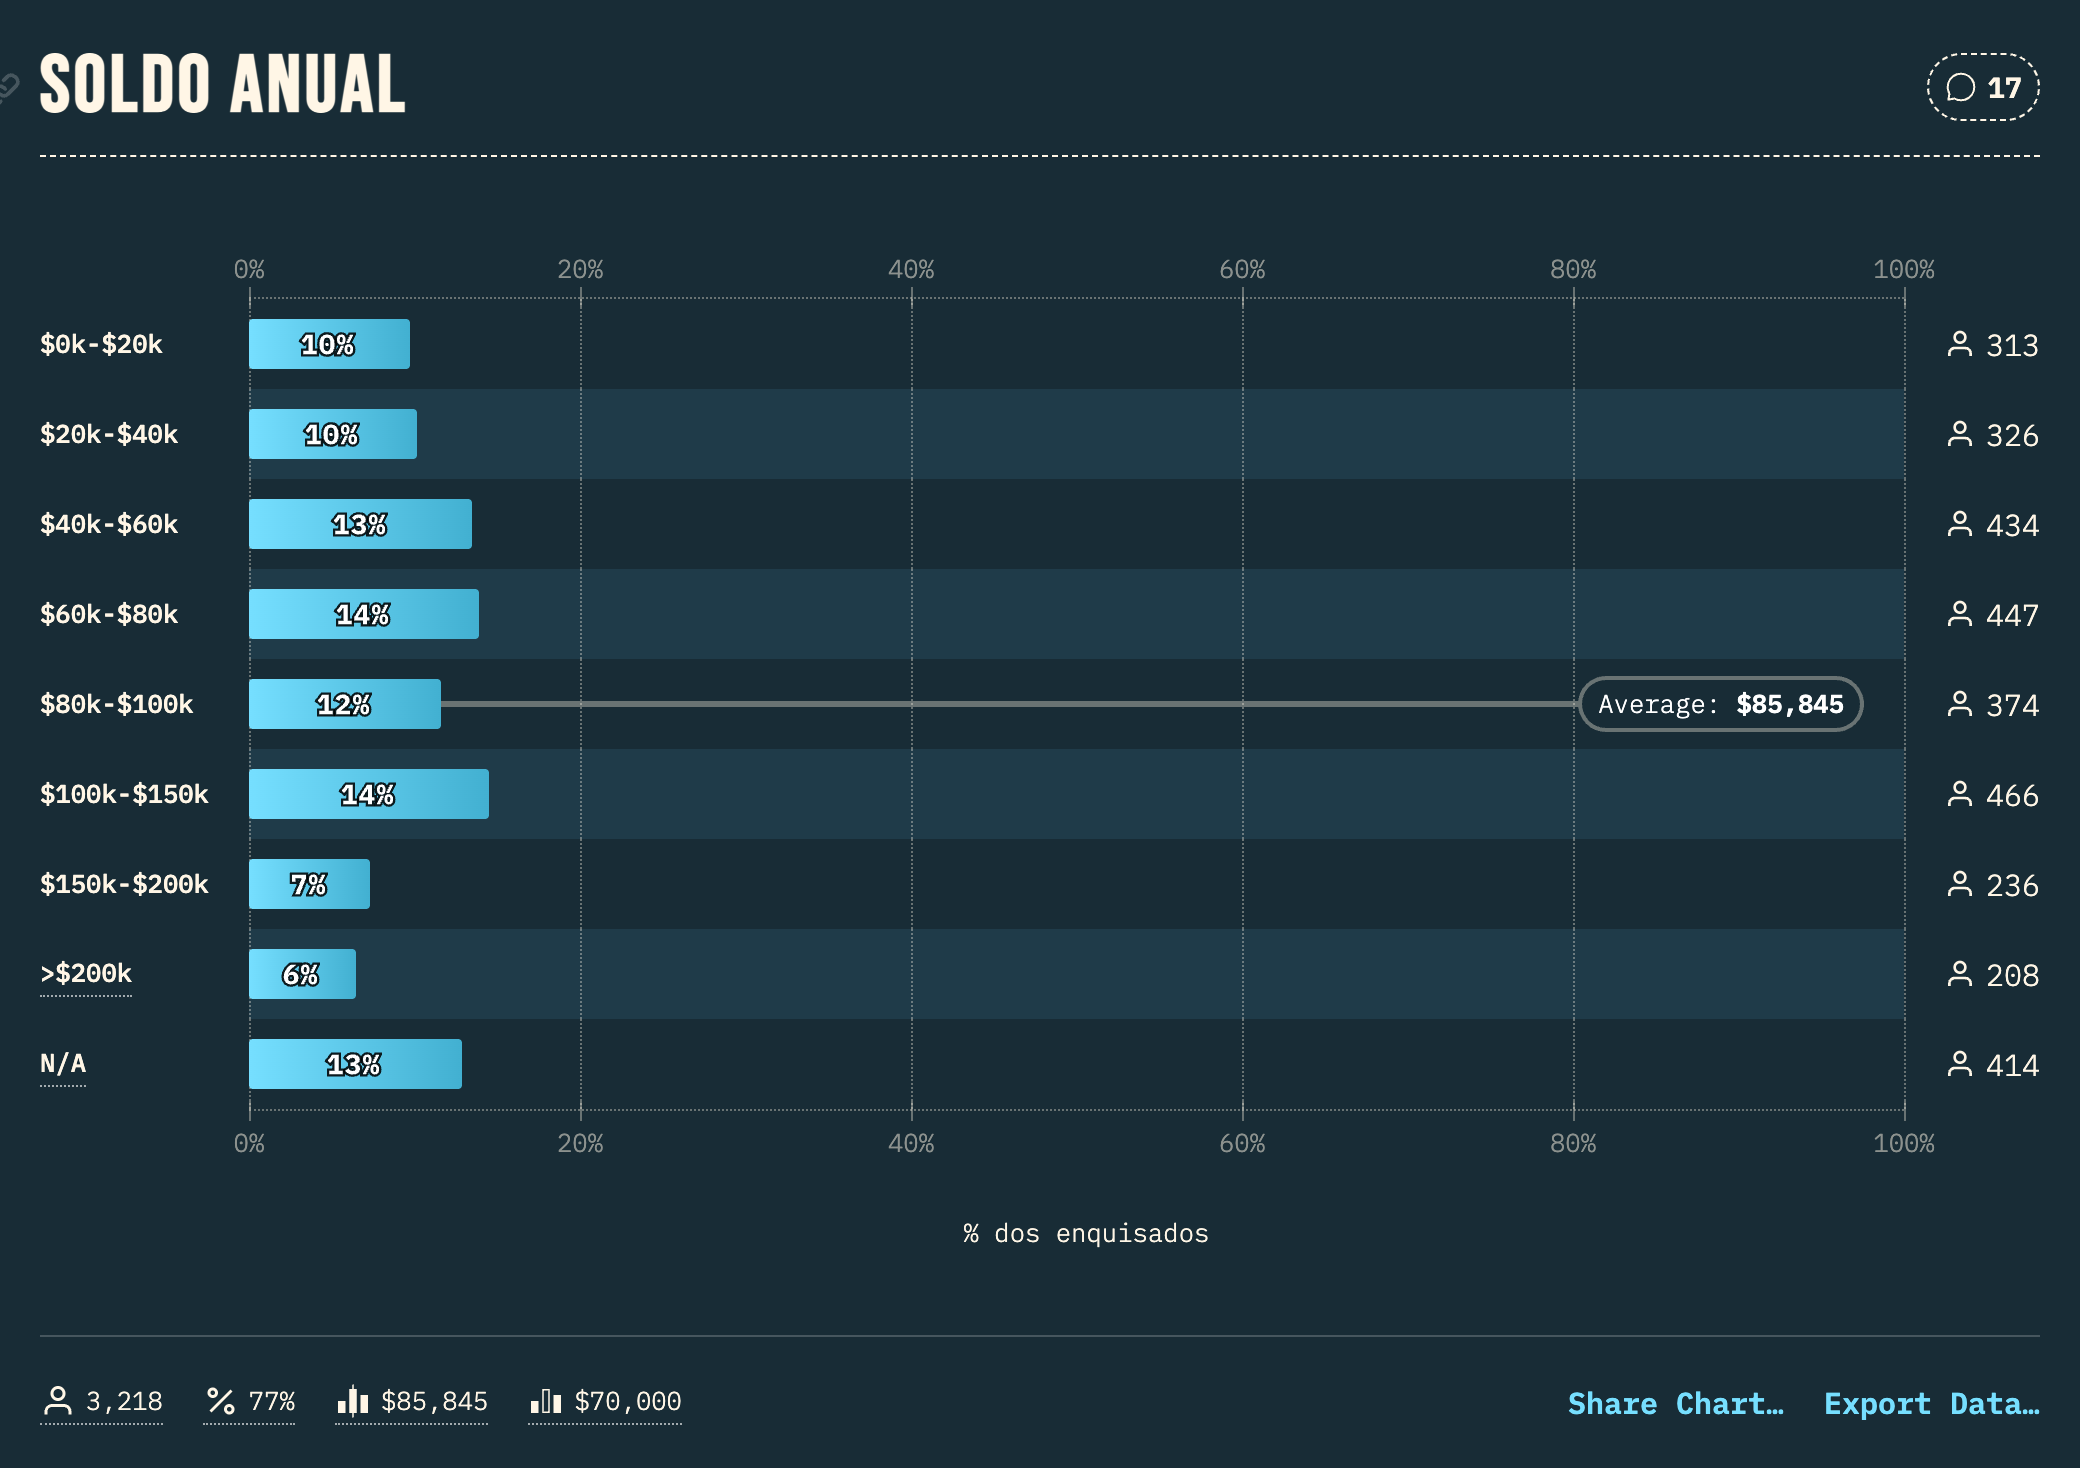 SOLDO ANUAL
17
0% 20% 40% 60% 80% 100%
$0k-$20k 10% 313
$20k-$40k 10% 326
$40k-$60k 13% 434
$60k-$80k 14% 447
$80k-$100k 12% Average: $85,845 374
$100k-$150k 14% 466
$150k-$200k 7% 236
>$200k 6% 208
N/A 13% 414
0% 20% 40% 60% 80% 100%
% dos enquisados
3,218 77% $85,845 $70,000 Share Chart… Export Data…